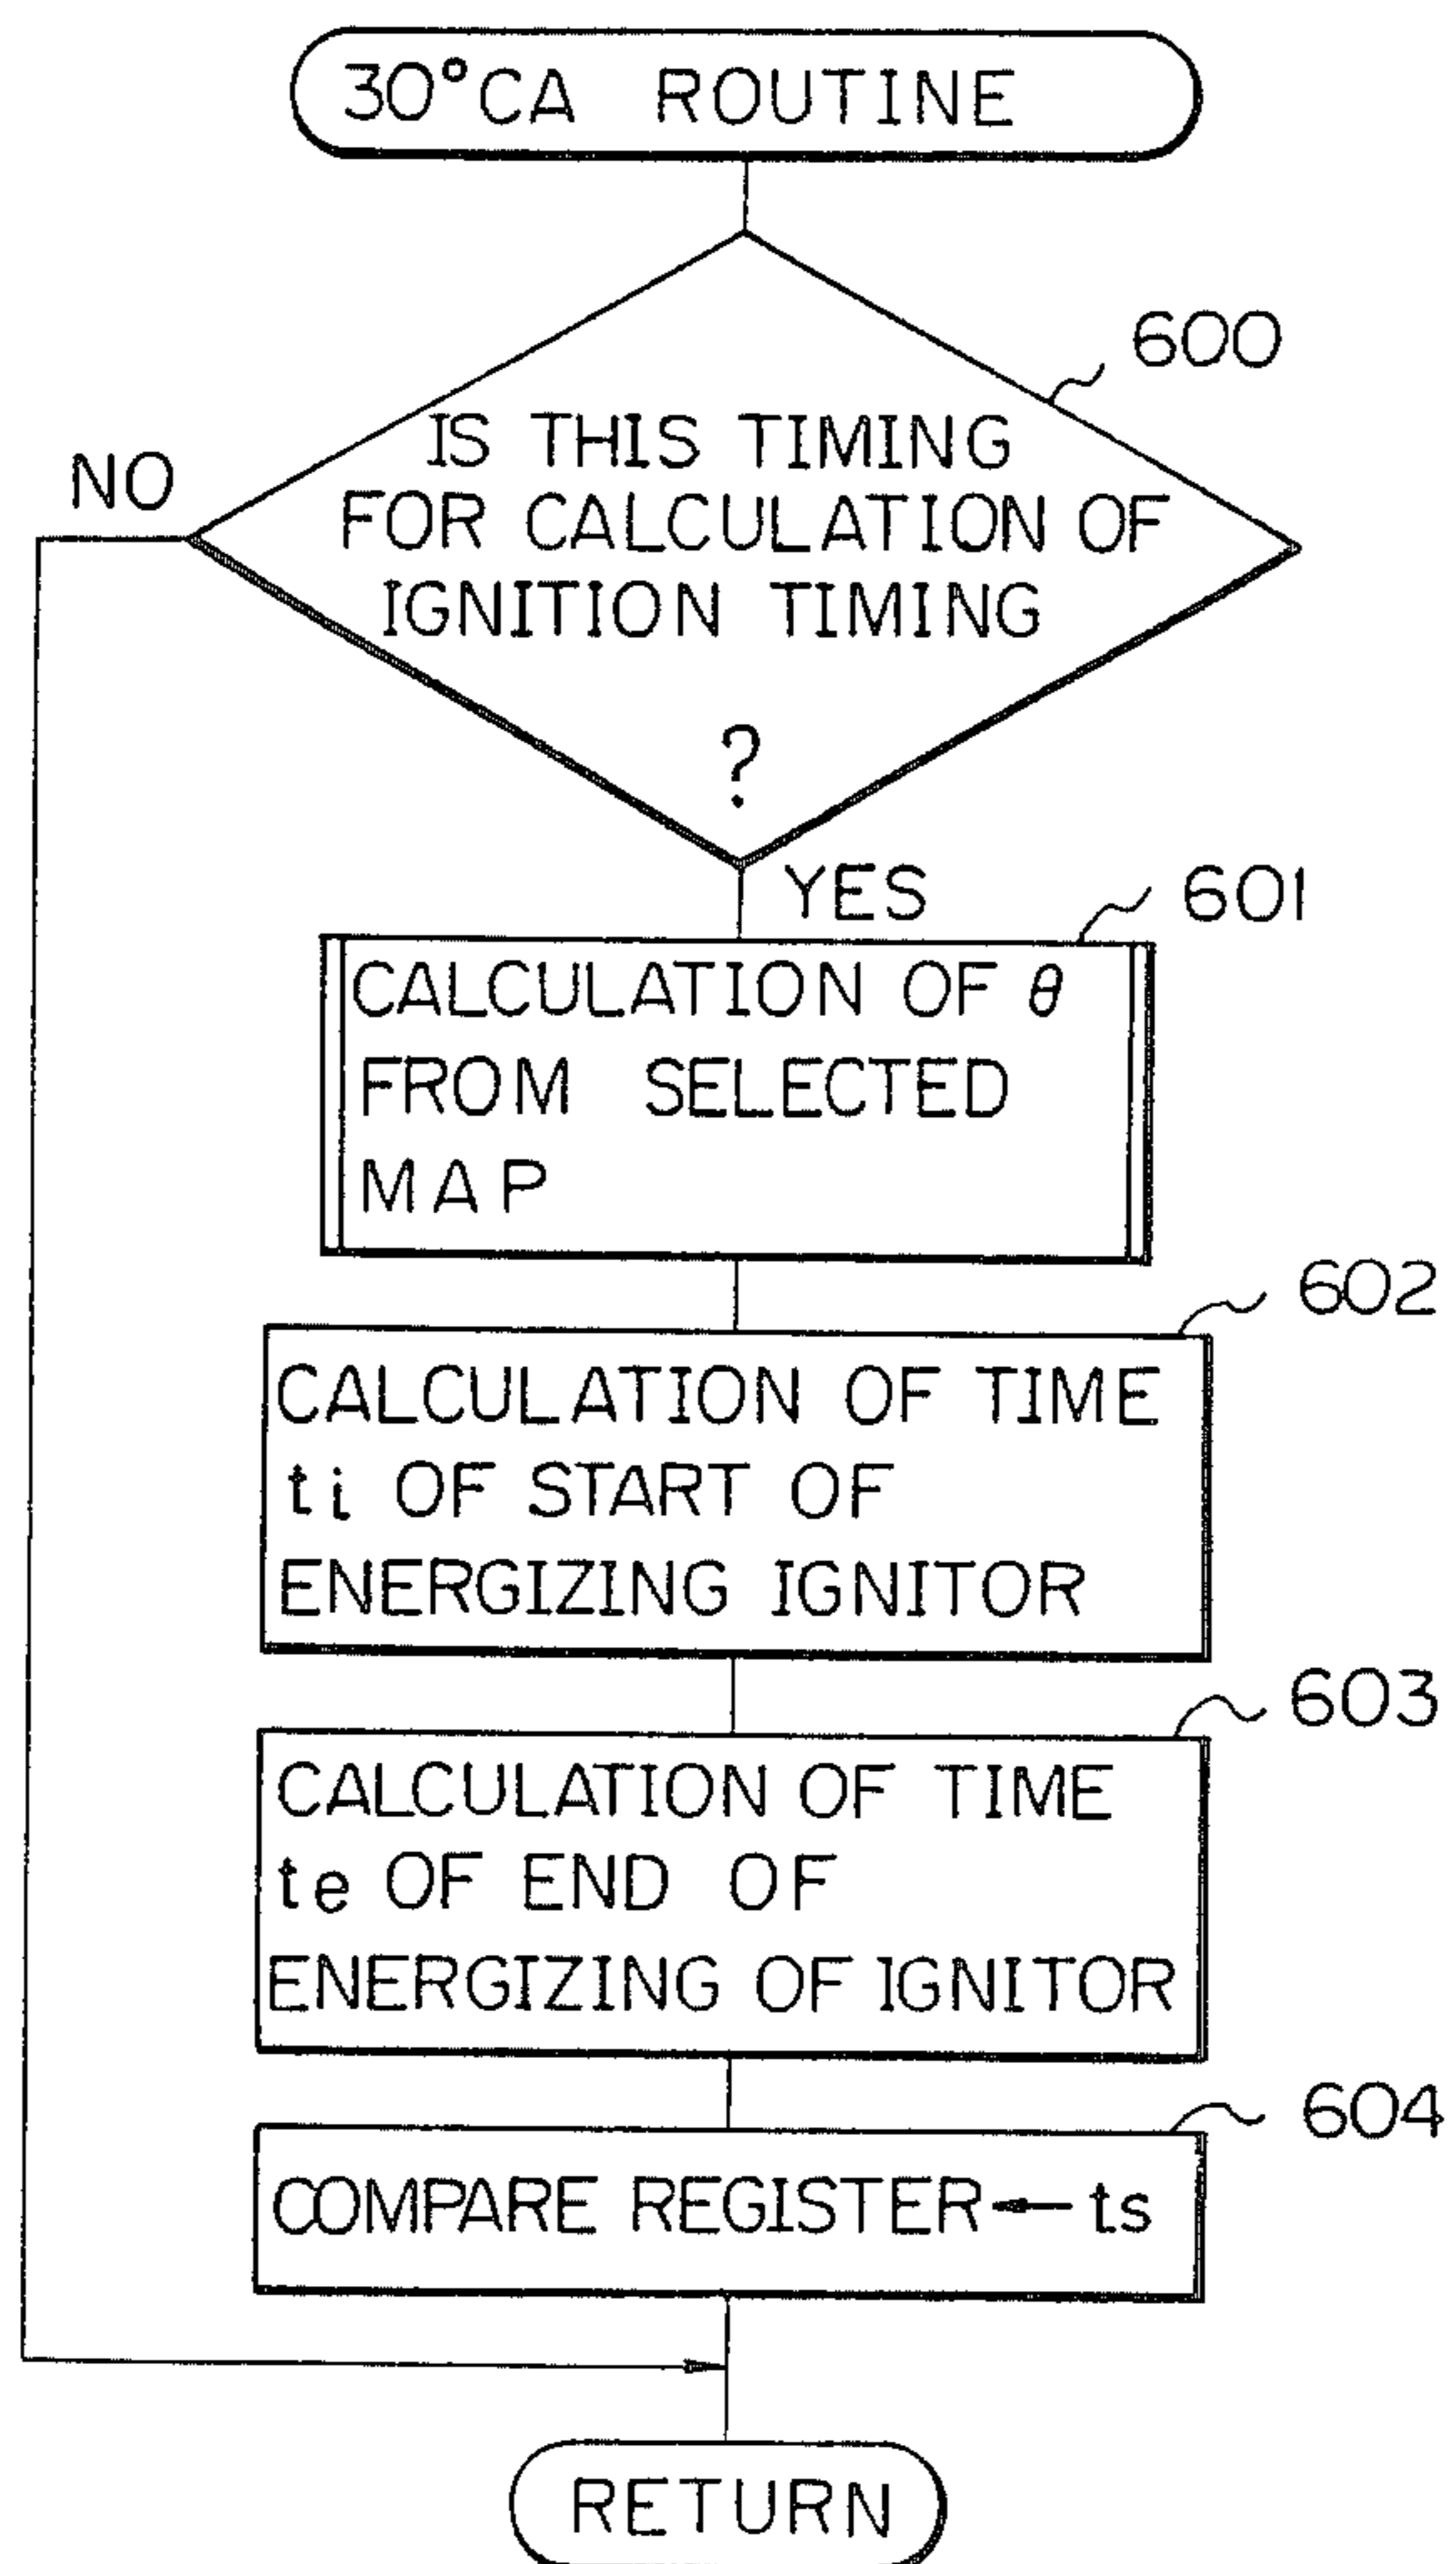 30°CA ROUTINE
600
IS THIS TIMING
FOR CALCULATION OF
IGNITION TIMING
?
NO
YES
601
CALCULATION OF θ
FROM SELECTED
MAP
602
CALCULATION OF TIME
ti OF START OF
ENERGIZING IGNITOR
603
CALCULATION OF TIME
te OF END OF
ENERGIZING OF IGNITOR
604
COMPARE REGISTER ← ts
RETURN